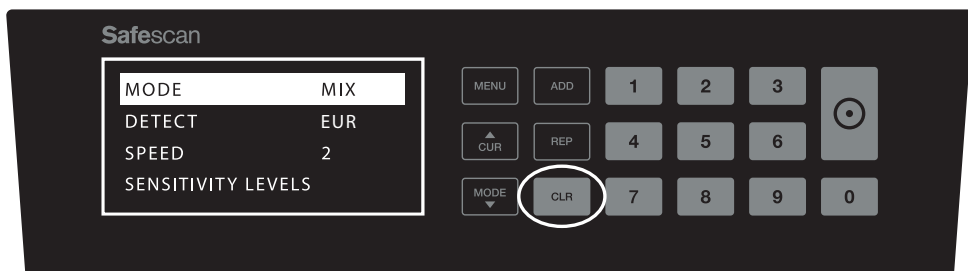 Safescan
MODE MIX
DETECT EUR
SPEED 2
SENSITIVITY LEVELS
MENU ADD 1 2 3
CUR REP 4 5 6
MODE CLR 7 8 9 0